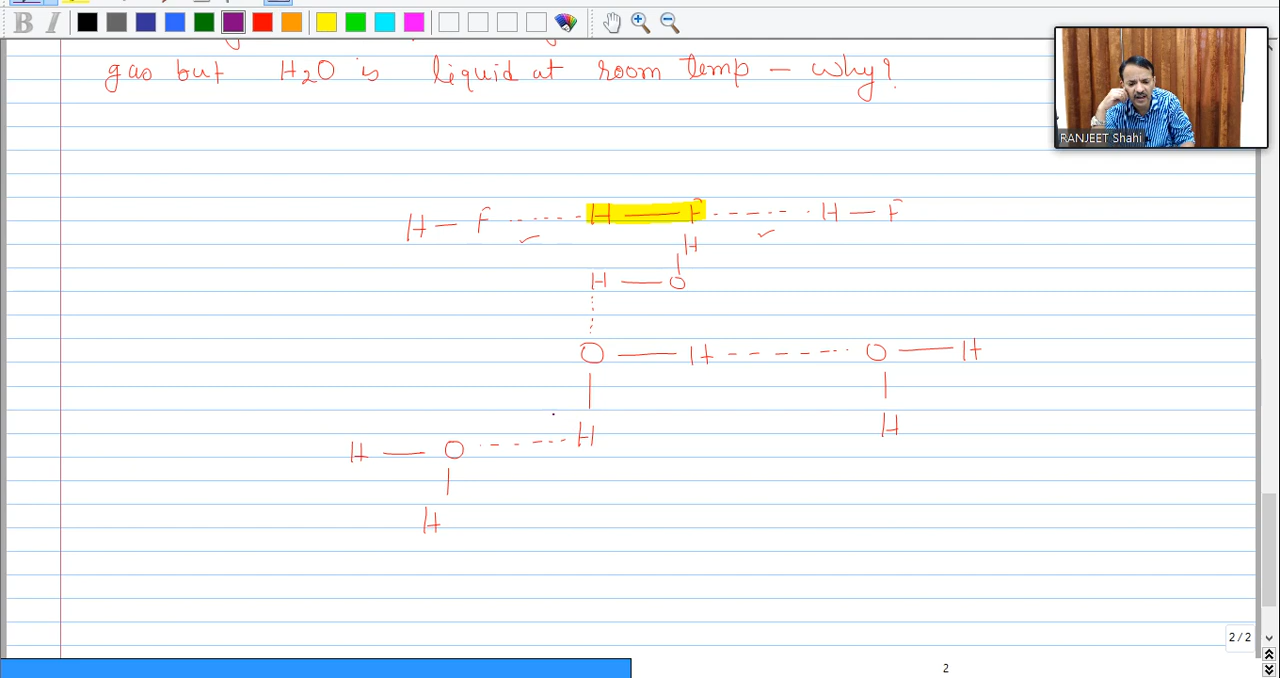 B I
gas but H₂O is liquid at room temp - why?
RANJEET Shahi
H - F ...... H - F ------ H - F
H
|
H - O
⋮
O - H ------ O - H
| |
H - O ------ H H
|
H
2 / 2
2